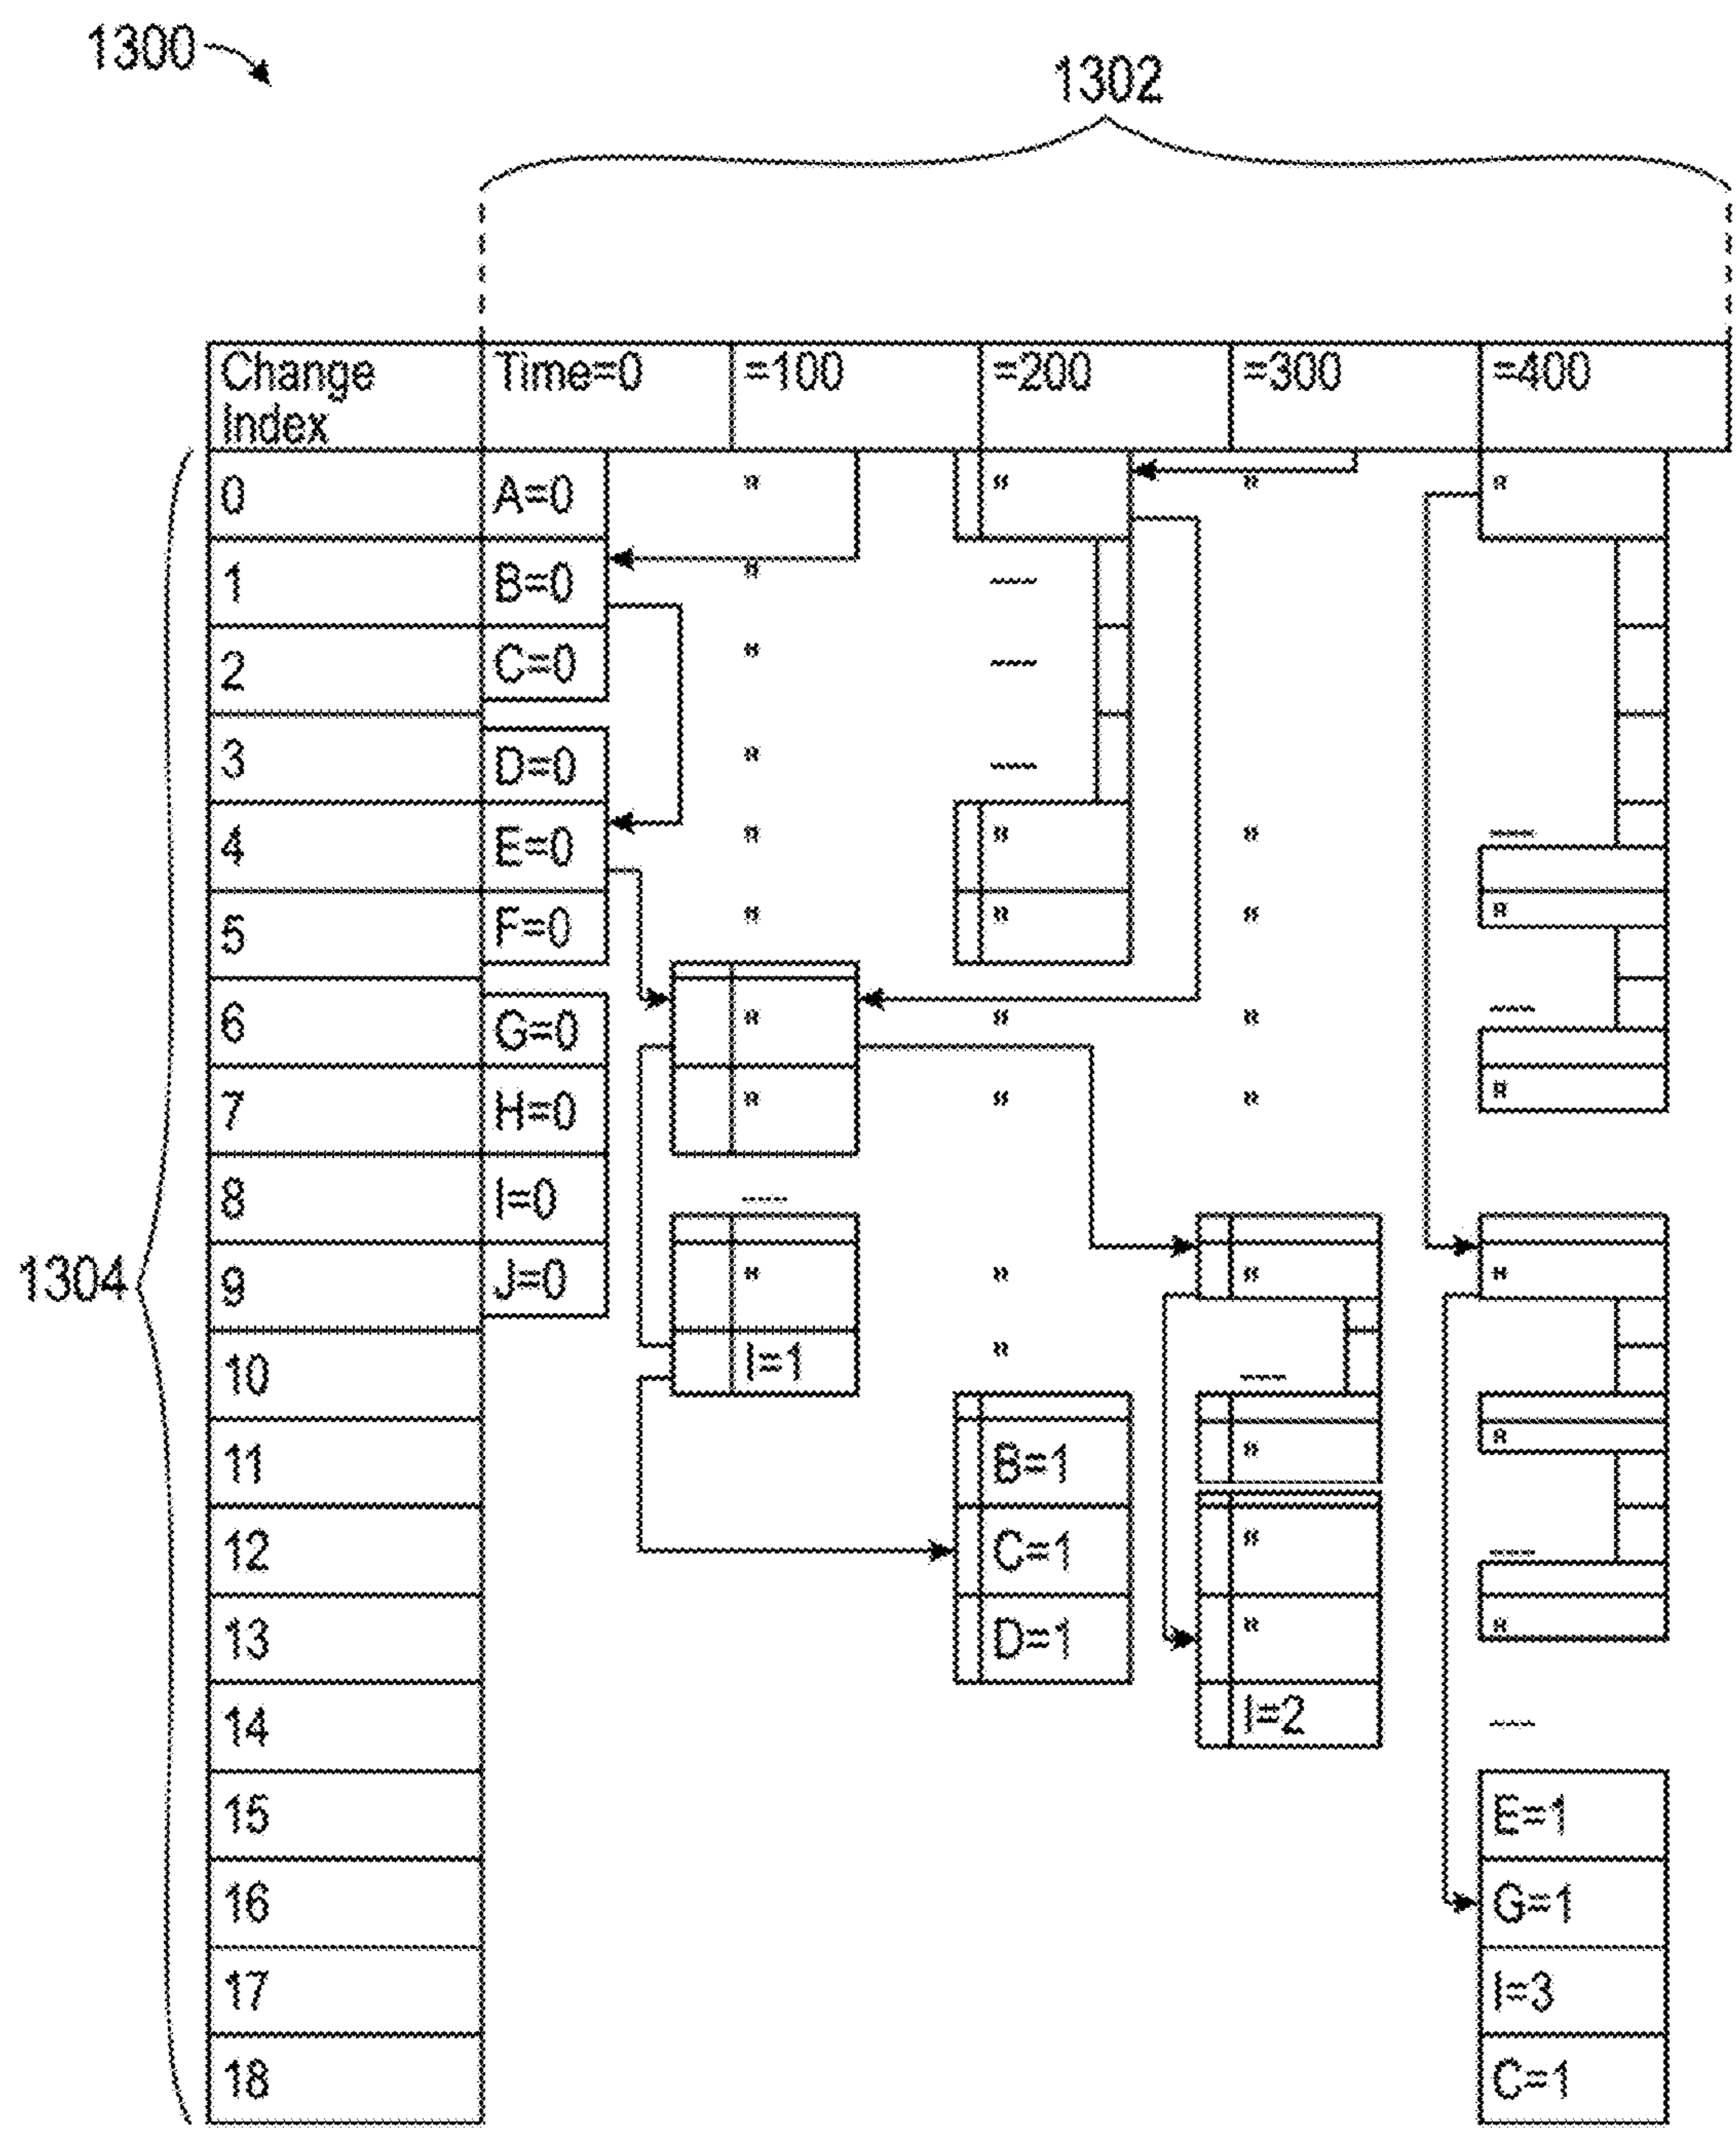 1300
1302
Change Index Time=0 =100 =200 =300 =400
0 A=0 " " " "
1 B=0 " ----
2 C=0 " ----
3 D=0 " ----
4 E=0 " " " ----
5 F=0 " " " "
6 G=0 " " " ----
7 H=0 " " " "
8 I=0 ----
1304
9 J=0 " " " "
10 I=1 " ----
11 B=1 " "
12 C=1 " ----
13 D=1 " "
14 I=2 ----
15 E=1
16 G=1
17 I=3
18 C=1